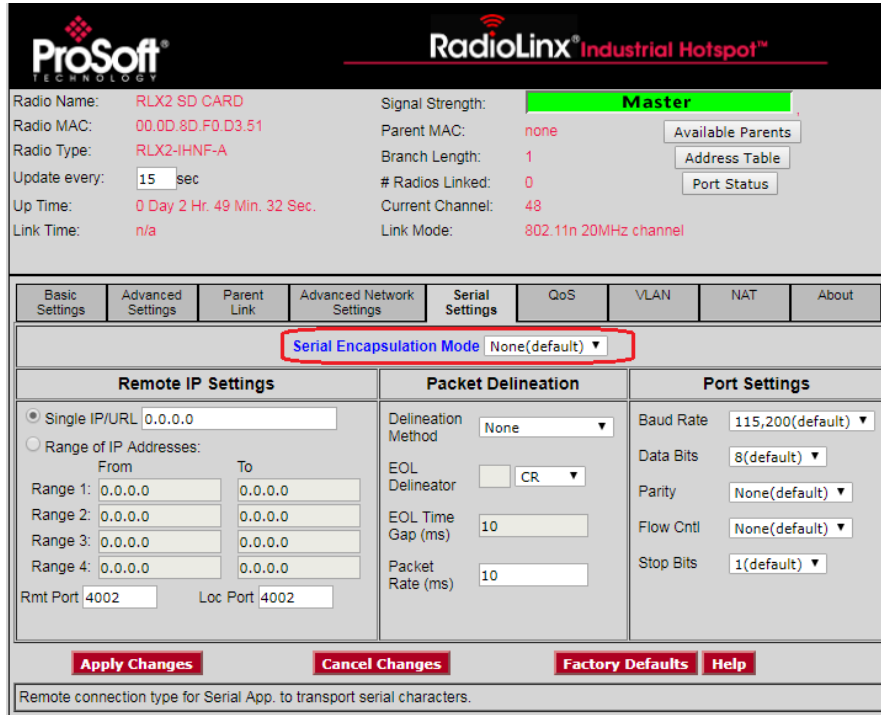 ProSoft®
TECHNOLOGY
RadioLinx® Industrial Hotspot™
Radio Name: RLX2 SD CARD
Radio MAC: 00.0D.8D.F0.D3.51
Radio Type: RLX2-IHNF-A
Update every: 15 sec
Up Time: 0 Day 2 Hr. 49 Min. 32 Sec.
Link Time: n/a
Signal Strength: Master
Parent MAC: none Available Parents
Branch Length: 1 Address Table
# Radios Linked: 0 Port Status
Current Channel: 48
Link Mode: 802.11n 20MHz channel
Basic Settings
Advanced Settings
Parent Link
Advanced Network Settings
Serial Settings
QoS
VLAN
NAT
About
Serial Encapsulation Mode None(default)
Remote IP Settings
Single IP/URL 0.0.0.0
Range of IP Addresses:
From To
Range 1: 0.0.0.0 0.0.0.0
Range 2: 0.0.0.0 0.0.0.0
Range 3: 0.0.0.0 0.0.0.0
Range 4: 0.0.0.0 0.0.0.0
Rmt Port 4002 Loc Port 4002
Packet Delineation
Delineation Method None
EOL Delineator CR
EOL Time Gap (ms) 10
Packet Rate (ms) 10
Port Settings
Baud Rate 115,200(default)
Data Bits 8(default)
Parity None(default)
Flow Cntl None(default)
Stop Bits 1(default)
Apply Changes Cancel Changes Factory Defaults Help
Remote connection type for Serial App. to transport serial characters.